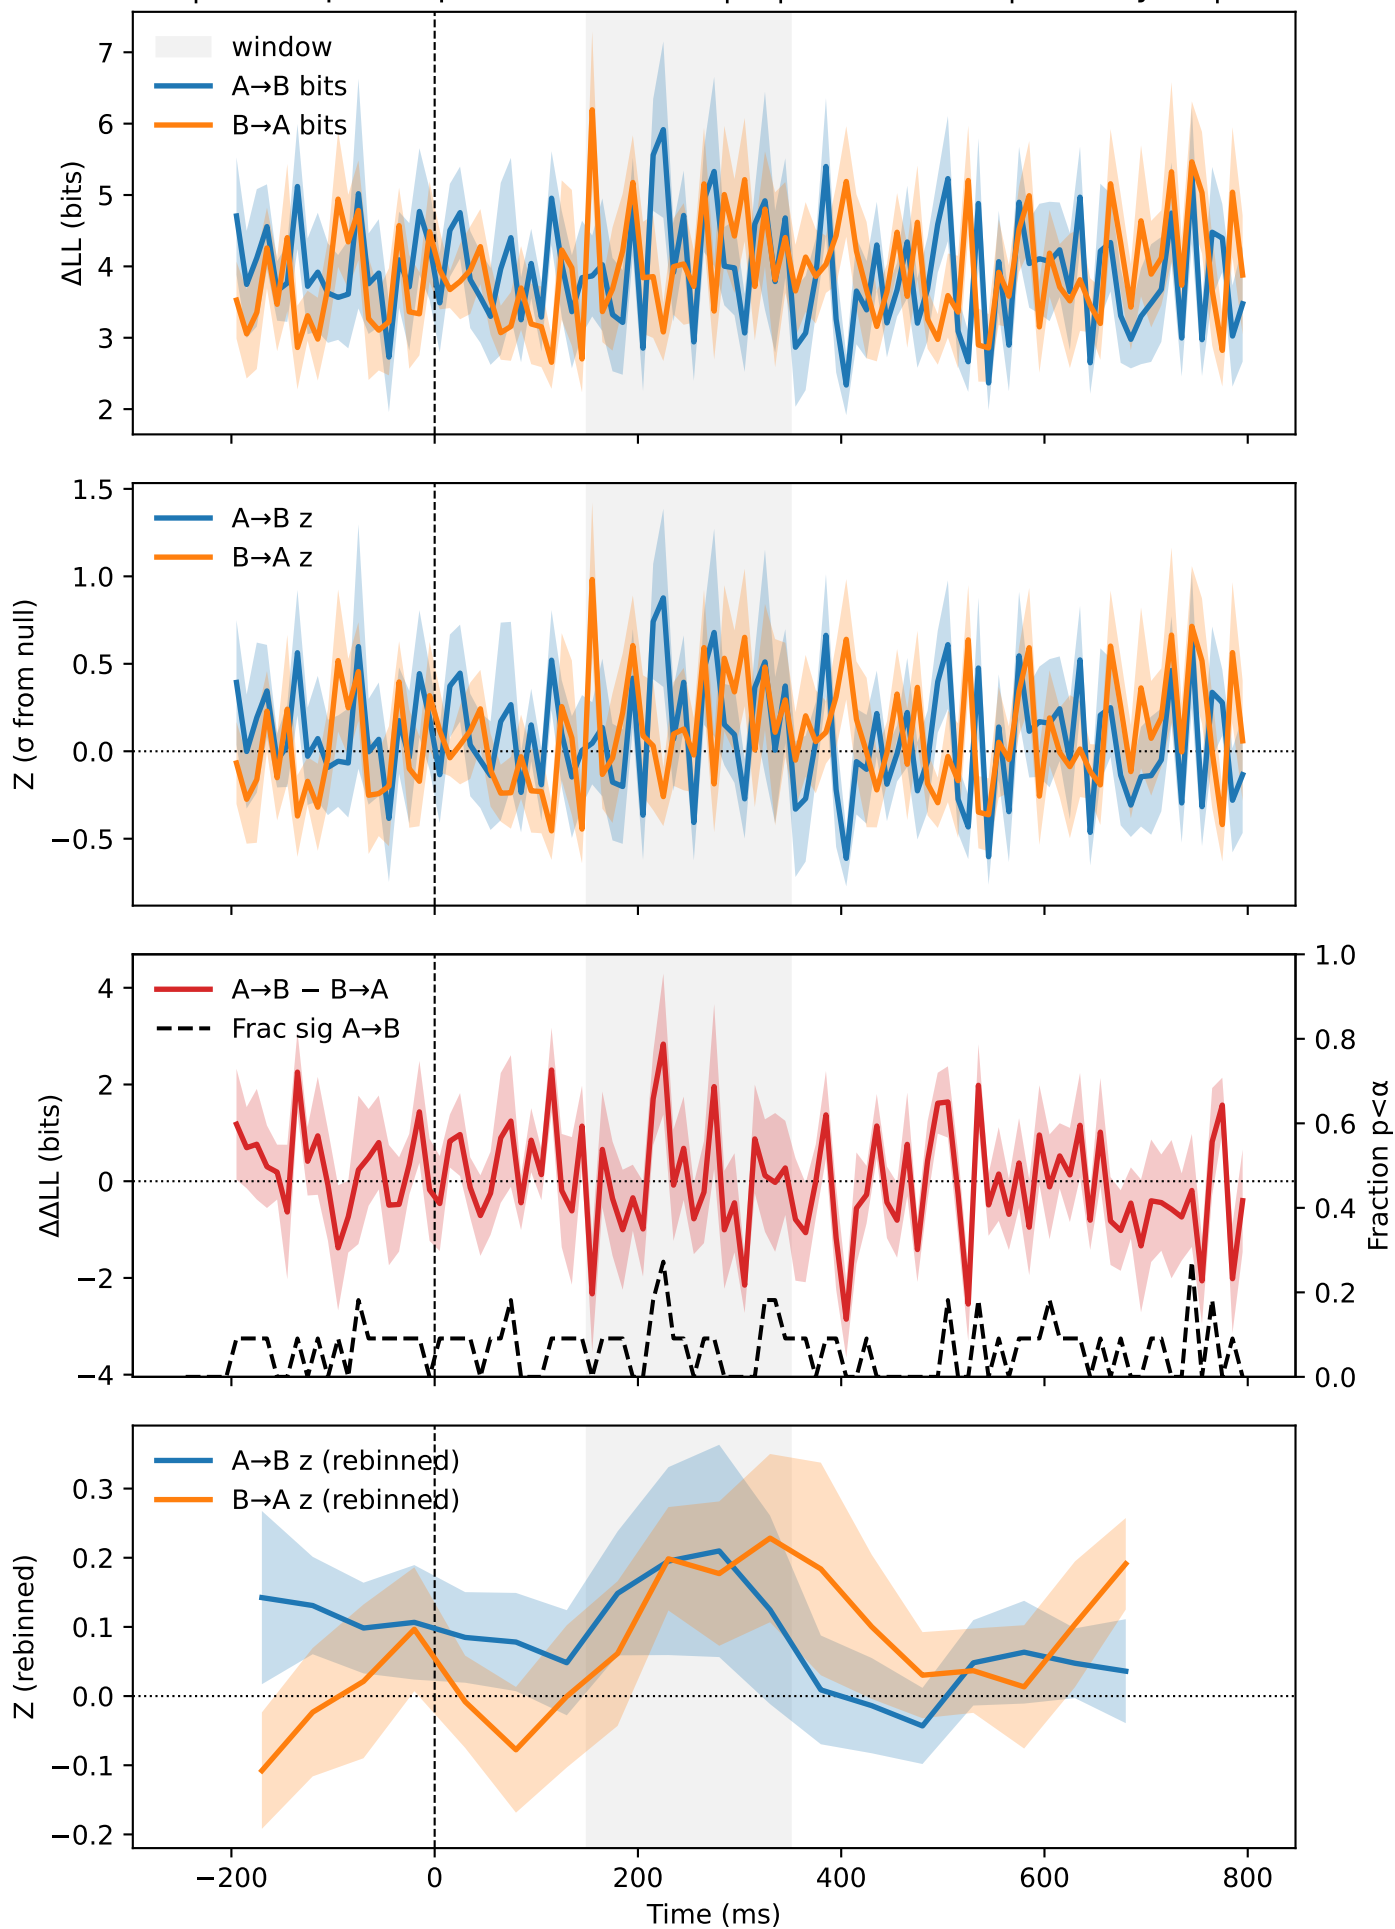 7
6
5
4
3
2
ΔLL (bits)
window
A→B bits
B→A bits
1.5
1.0
0.5
0.0
−0.5
Z (σ from null)
A→B z
B→A z
4
2
0
−2
−4
ΔΔLL (bits)
A→B − B→A
Frac sig A→B
1.0
0.8
0.6
0.4
0.2
0.0
Fraction p<α
0.3
0.2
0.1
0.0
−0.1
−0.2
Z (rebinned)
A→B z (rebinned)
B→A z (rebinned)
−200
0
200
400
600
800
Time (ms)